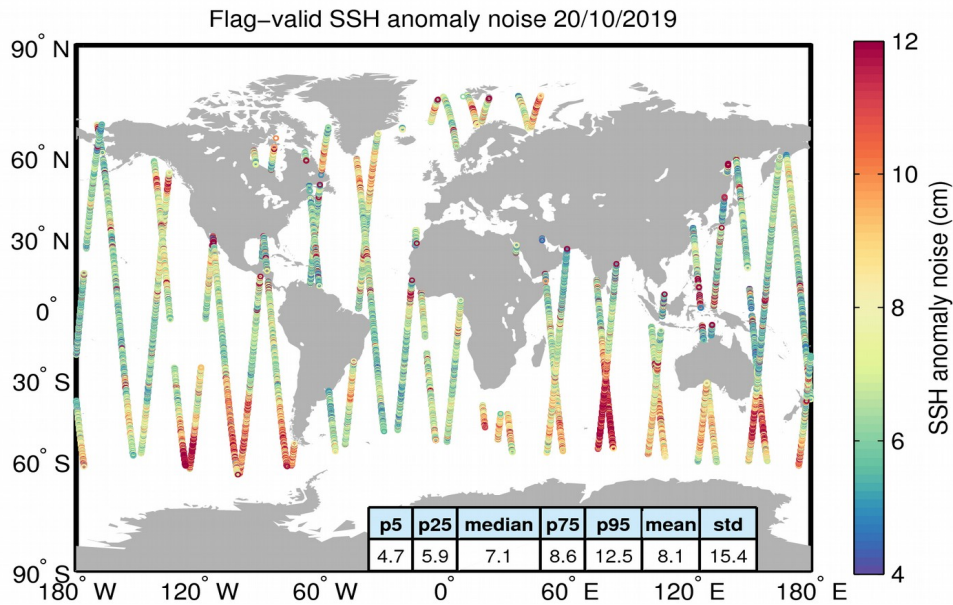 Flag-valid SSH anomaly noise 20/10/2019
90° N
60° N
30° N
0°
30° S
60° S
90° S
180° W
120° W
60° W
0°
60° E
120° E
180° E
p5 p25 median p75 p95 mean std
4.7 5.9 7.1 8.6 12.5 8.1 15.4
12
10
8
6
4
SSH anomaly noise (cm)